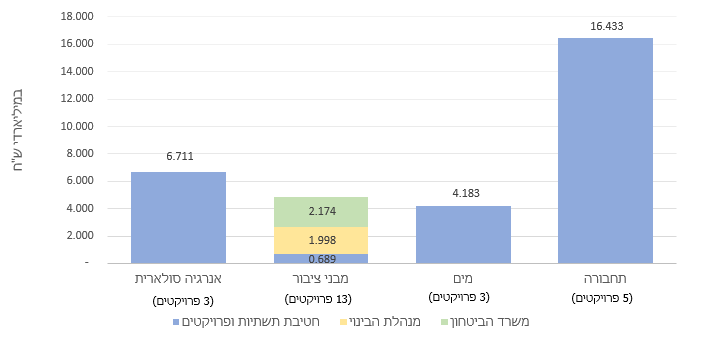 במיליארדי ש"ח
18.000
16.000
14.000
12.000
10.000
8.000
6.000
4.000
2.000
-
6.711
2.174
1.998
0.689
4.183
16.433
אנרגיה סולארית
(3 פרויקטים)
מבני ציבור
(13 פרויקטים)
מים
(3 פרויקטים)
תחבורה
(5 פרויקטים)
חטיבת תשתיות ופרויקטים
מנהלת הבינוי
משרד הביטחון